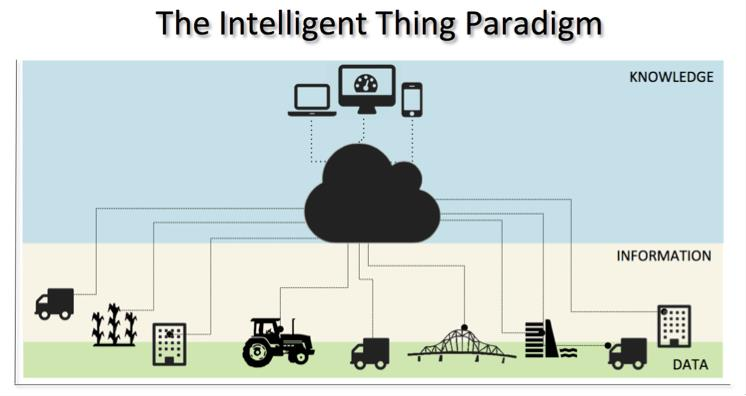 The Intelligent Thing Paradigm
KNOWLEDGE
INFORMATION
DATA